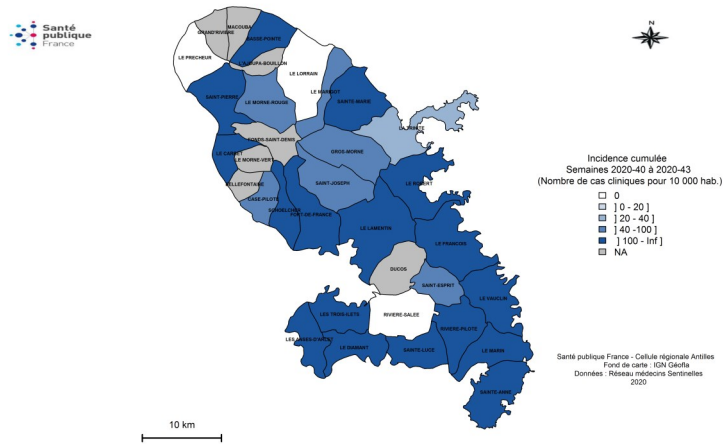 Santé
publique
France
N
MACOUBA
GRAND'RIVIERE
BASSE-POINTE
LE PRECHEUR
L'AJOUPA-BOUILLON
LE LORRAIN
LE MARIGOT
SAINT-PIERRE
LE MORNE-ROUGE
SAINTE-MARIE
LA TRINITE
FONDS-SAINT-DENIS
GROS-MORNE
LE CARBET
LE MORNE-VERT
BELLEFONTAINE
SAINT-JOSEPH
LE ROBERT
CASE-PILOTE
SCHOELCHER
FORT-DE-FRANCE
LE LAMENTIN
LE FRANCOIS
DUCOS
SAINT-ESPRIT
LE VAUCLIN
LES TROIS-ILETS
RIVIERE-SALEE
RIVIERE-PILOTE
LES ANSES-D'ARLET
LE DIAMANT
SAINTE-LUCE
LE MARIN
SAINTE-ANNE
Incidence cumulée
Semaines 2020-40 à 2020-43
(Nombre de cas cliniques pour 10 000 hab.)
0
] 0 - 20 ]
] 20 - 40 ]
] 40 -100 ]
] 100 - Inf ]
NA
Santé publique France - Cellule régionale Antilles
Fond de carte : IGN Géofla
Données : Réseau médecins Sentinelles
2020
10 km